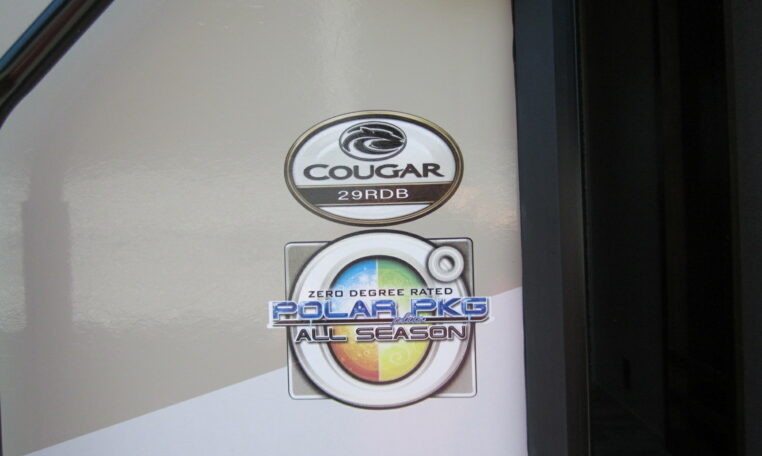 COUGAR
29RDB
ZERO DEGREE RATED
POLAR PKG
ALL SEASON